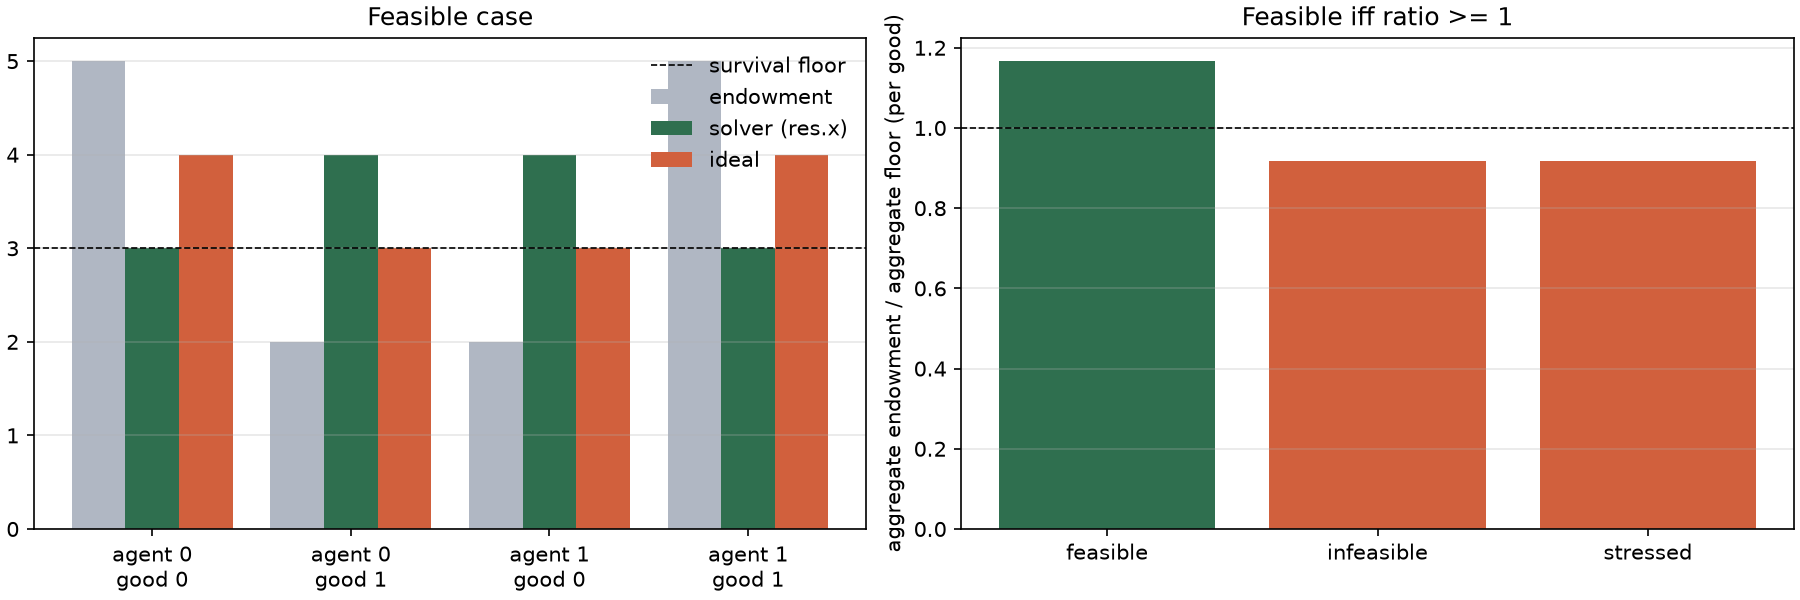 Feasible case
5
4
3
2
1
0
survival floor
endowment
solver (res.x)
ideal
agent 0
good 0
agent 0
good 1
agent 1
good 0
agent 1
good 1
Feasible iff ratio >= 1
aggregate endowment / aggregate floor (per good)
1.2
1.0
0.8
0.6
0.4
0.2
0.0
feasible
infeasible
stressed